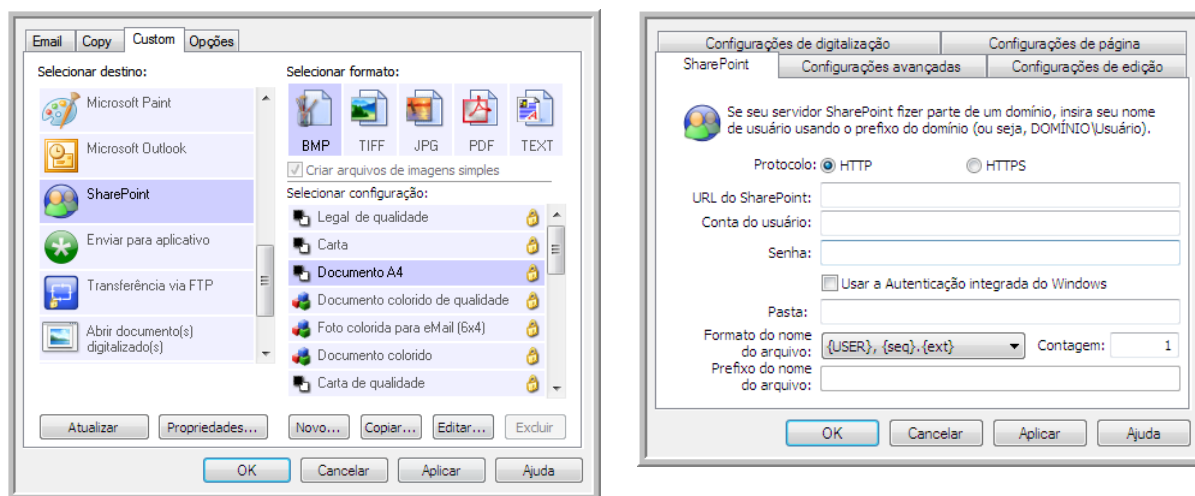 Email Copy Custom Opções
Selecionar destino:
Microsoft Paint
Microsoft Outlook
SharePoint
Enviar para aplicativo
Transferência via FTP
Abrir documento(s)
digitalizado(s)
Selecionar formato:
BMP TIFF JPG PDF TEXT
Criar arquivos de imagens simples
Selecionar configuração:
Legal de qualidade
Carta
Documento A4
Documento colorido de qualidade
Foto colorida para eMail (6x4)
Documento colorido
Carta de qualidade
Atualizar Propriedades... Novo... Copiar... Editar... Excluir
OK Cancelar Aplicar Ajuda
Configurações de digitalização Configurações de página
SharePoint Configurações avançadas Configurações de edição
Se seu servidor SharePoint fizer parte de um domínio, insira seu nome
de usuário usando o prefixo do domínio (ou seja, DOMÍNIO\Usuário).
Protocolo: HTTP HTTPS
URL do SharePoint:
Conta do usuário:
Senha:
Usar a Autenticação integrada do Windows
Pasta:
Formato do nome
do arquivo: {USER}, {seq}.{ext} Contagem: 1
Prefixo do nome
do arquivo:
OK Cancelar Aplicar Ajuda